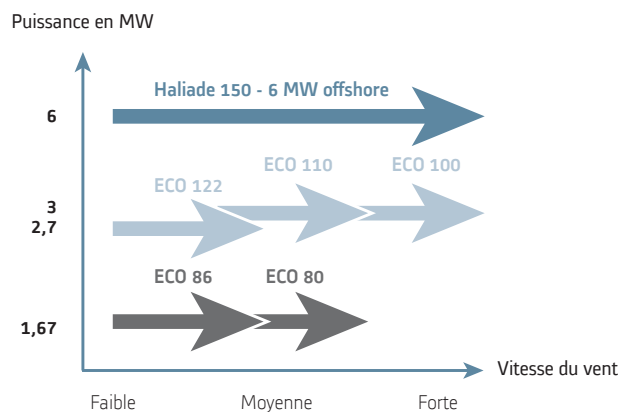 Puissance en MW
Haliade 150 - 6 MW offshore
6
ECO 110
ECO 100
ECO 122
3
2,7
ECO 86
ECO 80
1,67
Vitesse du vent
Faible
Moyenne
Forte